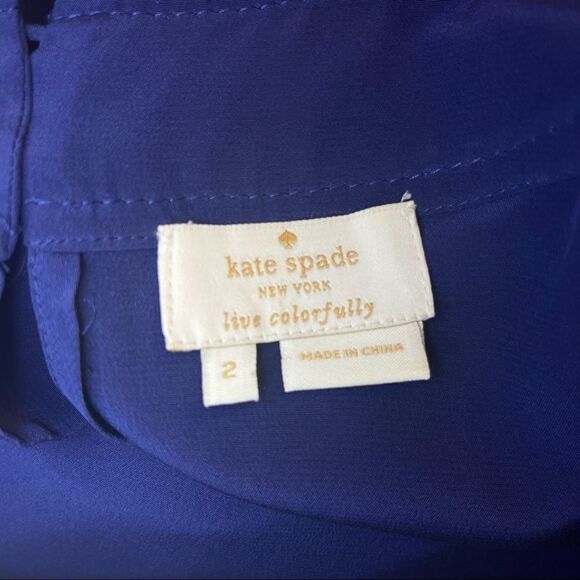 kate spade
NEW YORK
live colorfully
2
MADE IN CHINA